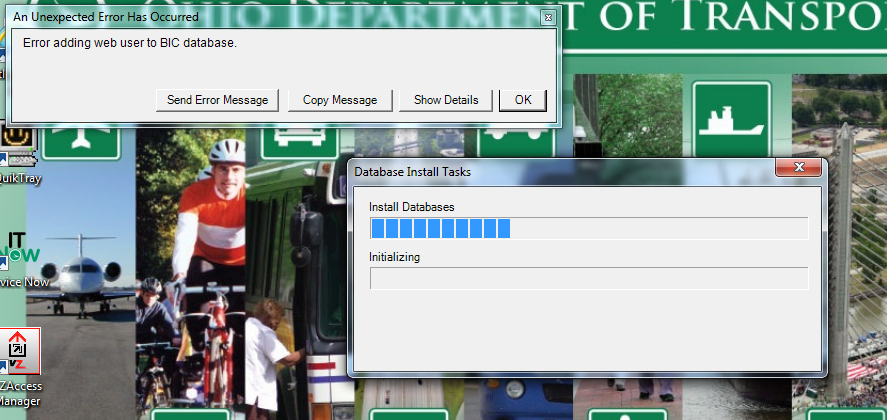 An Unexpected Error Has Occurred
Error adding web user to BIC database.
Send Error Message
Copy Message
Show Details
OK
OHIO DEPARTMENT OF TRANSPO
QuikTray
Database Install Tasks
Install Databases
Initializing
IT
NOW
vice Now
vz
ZAccess
Manager